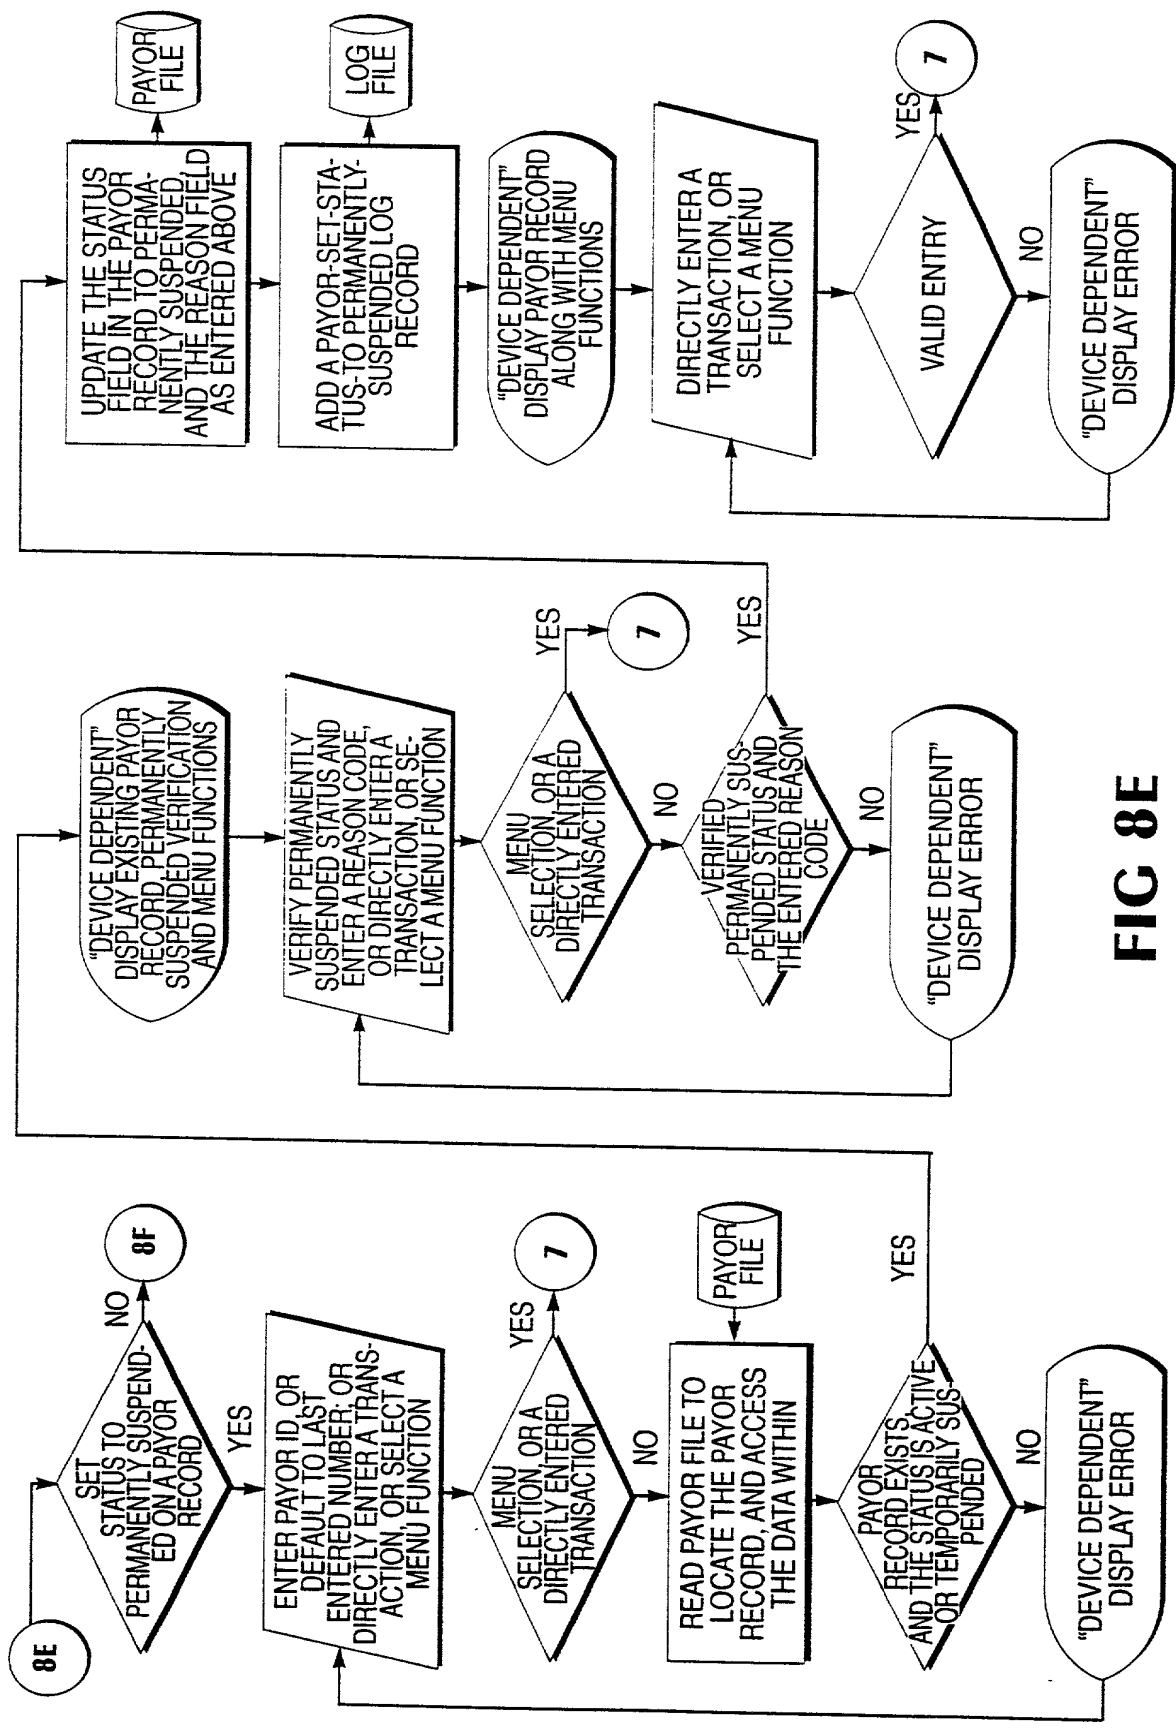 8E
SET
STATUS TO
PERMANENTLY SUSPEND-
ED ON A PAYOR
RECORD
NO
8F
YES
ENTER PAYOR ID, OR
DEFAULT TO LAST
ENTERED NUMBER; OR
DIRECTLY ENTER A TRANS-
ACTION, OR SELECT A
MENU FUNCTION
MENU
SELECTION, OR A
DIRECTLY ENTERED
TRANSACTION
YES
7
NO
READ PAYOR FILE TO
LOCATE THE PAYOR
RECORD, AND ACCESS
THE DATA WITHIN
PAYOR
FILE
PAYOR
RECORD EXISTS,
AND THE STATUS IS ACTIVE
OR TEMPORARILY SUS-
PENDED
YES
NO
"DEVICE DEPENDENT"
DISPLAY ERROR
"DEVICE DEPENDENT"
DISPLAY EXISTING PAYOR
RECORD, PERMANENTLY
SUSPENDED VERIFICATION
AND MENU FUNCTIONS
VERIFY PERMANENTLY
SUSPENDED STATUS AND
ENTER A REASON CODE,
OR DIRECTLY ENTER A
TRANSACTION, OR SE-
LECT A MENU FUNCTION
MENU
SELECTION, OR A
DIRECTLY ENTERED
TRANSACTION
YES
7
NO
VERIFIED
PERMANENTLY SUS-
PENDED STATUS AND
THE ENTERED REASON
CODE
YES
NO
"DEVICE DEPENDENT"
DISPLAY ERROR
UPDATE THE STATUS
FIELD IN THE PAYOR
RECORD TO PERMA-
NENTLY SUSPENDED,
AND THE REASON FIELD
AS ENTERED ABOVE
PAYOR
FILE
ADD A PAYOR-SET-STA-
TUS-TO PERMANENTLY-
SUSPENDED LOG
RECORD
LOG
FILE
"DEVICE DEPENDENT"
DISPLAY PAYOR RECORD
ALONG WITH MENU
FUNCTIONS
DIRECTLY ENTER A
TRANSACTION, OR
SELECT A MENU
FUNCTION
VALID ENTRY
YES
7
NO
"DEVICE DEPENDENT"
DISPLAY ERROR
FIG 8E